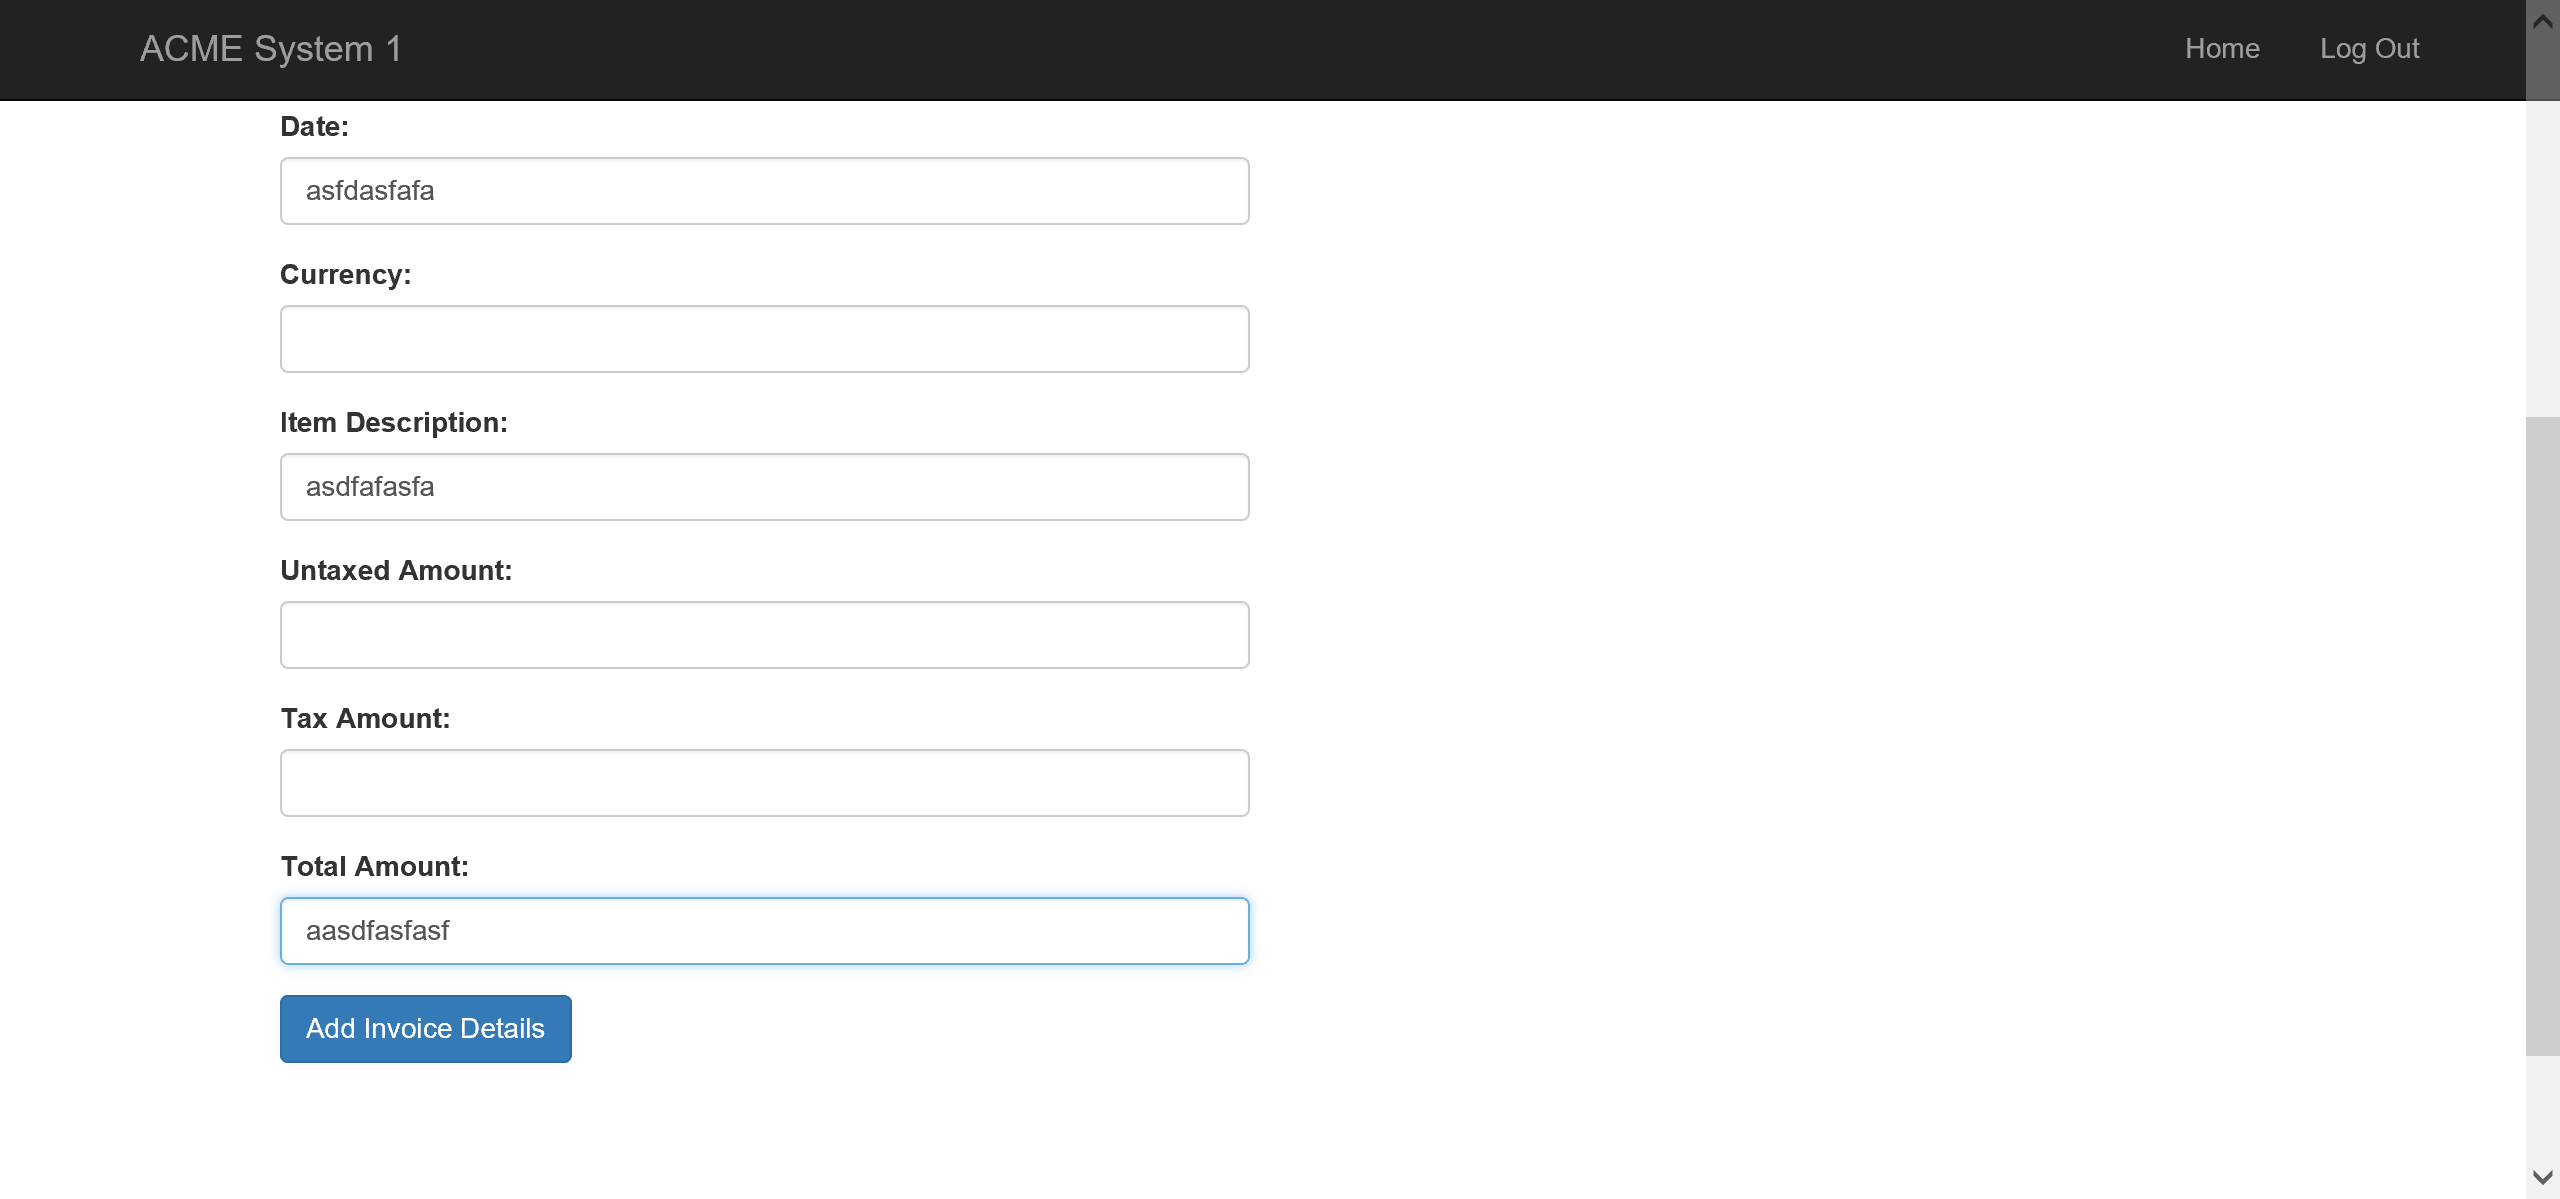 ACME System 1
Home
Log Out
Date:
asfdasfafa
Currency:
Item Description:
asdfafasfa
Untaxed Amount:
Tax Amount:
Total Amount:
aasdfasfasf
Add Invoice Details